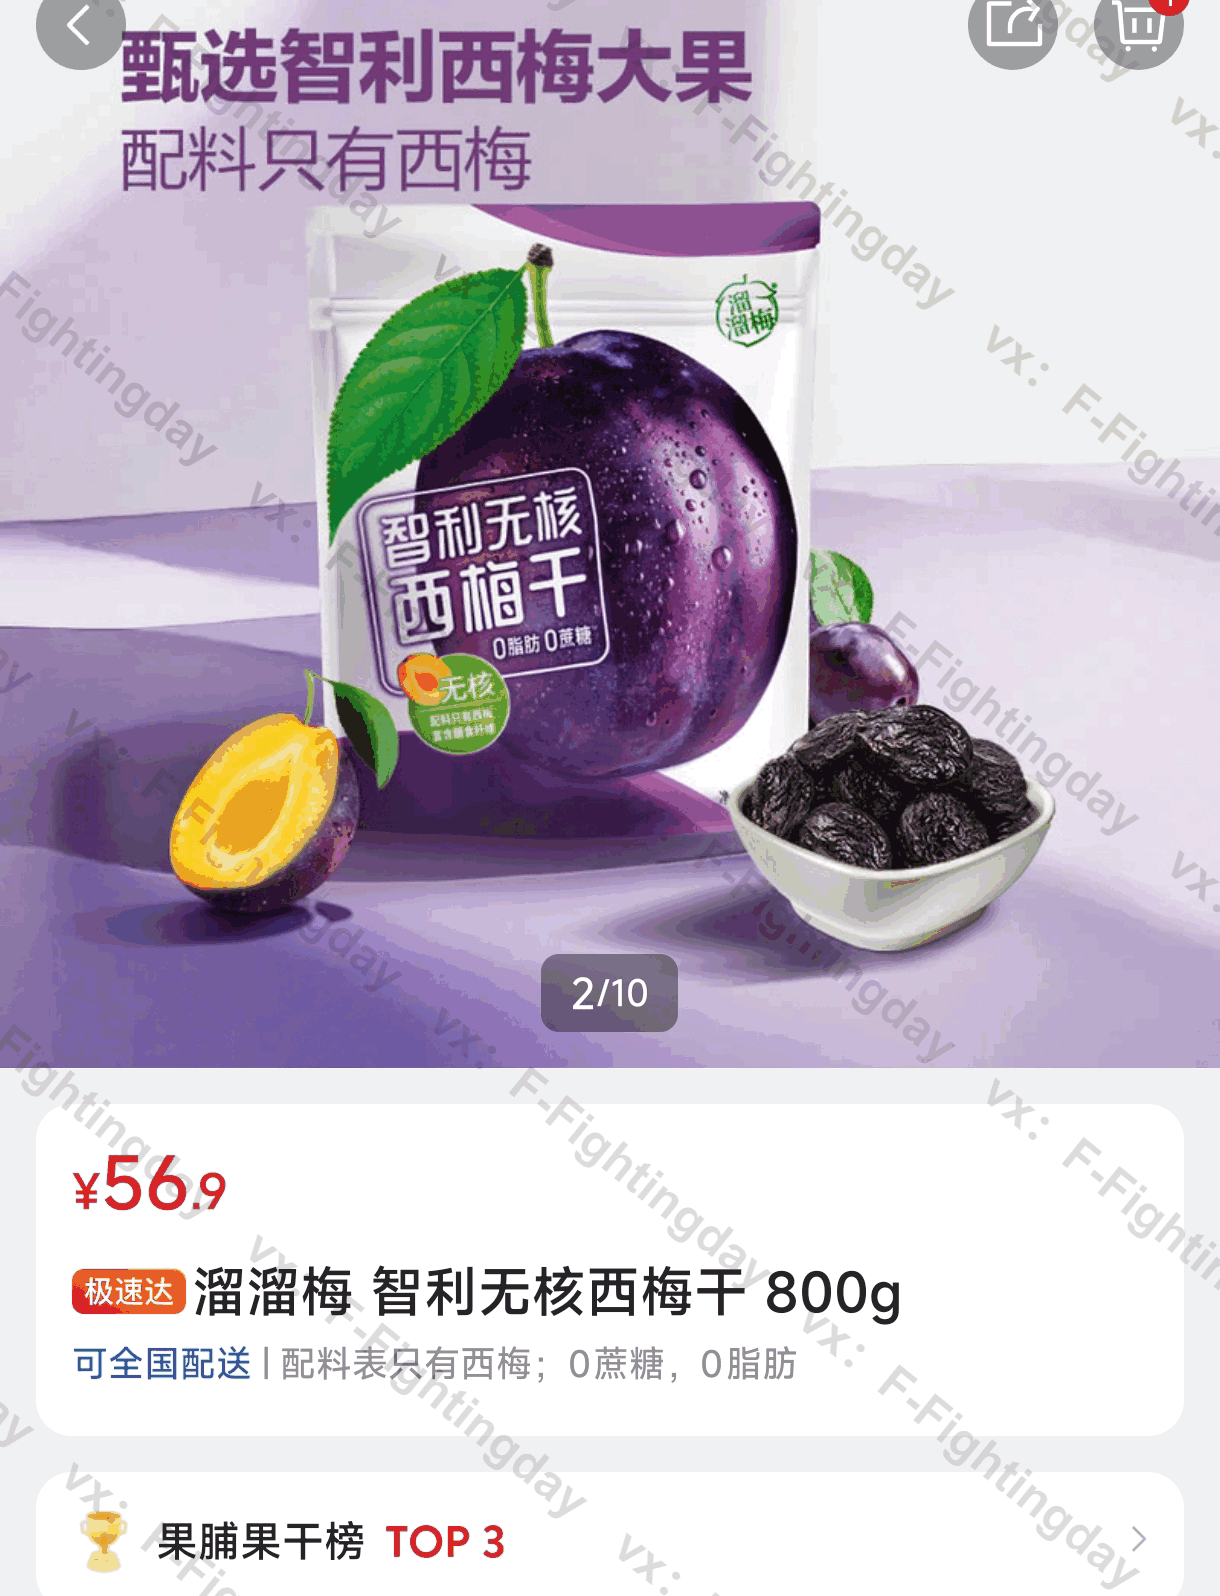 甄选智利西梅大果
配料只有西梅
溜
溜梅
智利无核
西梅干
0脂肪 0蔗糖
无核
配料只有西梅
富含膳食纤维
2/10
¥56.9
极速达 溜溜梅 智利无核西梅干 800g
可全国配送 | 配料表只有西梅；0蔗糖，0脂肪
果脯果干榜 TOP 3
vx: F-Fightingday